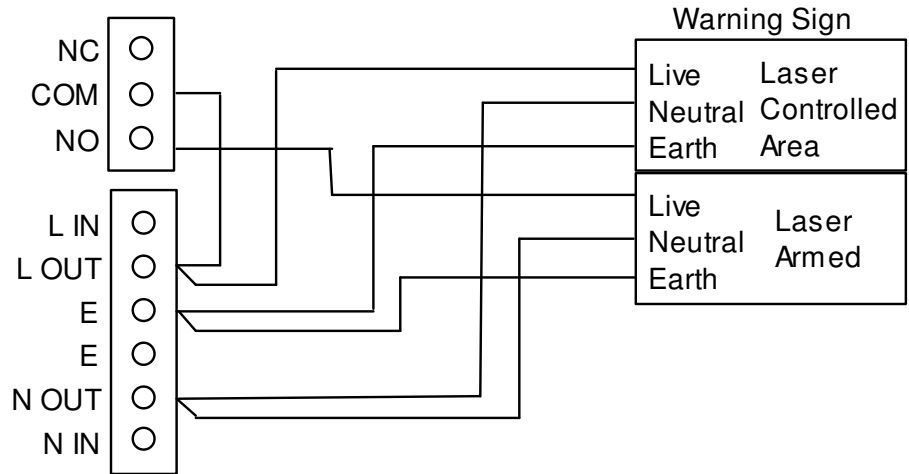 Warning Sign
NC
COM
NO
L IN
L OUT
E
E
N OUT
N IN
Live Laser
Neutral Controlled
Earth Area
Live
Laser
Neutral
Armed
Earth